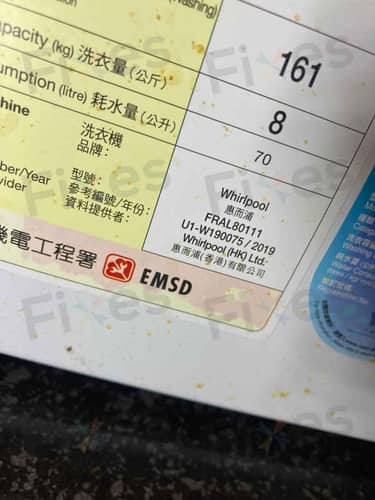 Washing)
apacity (kg) 洗衣量 (公斤)
161
umption (litre) 耗水量 (公升)
8
hine
洗衣機
品牌：
70
型號：
Whirlpool
惠而浦
ber/Year
參考編號/年份：
FRAL80111
vider
資料提供者：
U1-W190075 / 2019
Whirlpool (HK) Ltd.
惠而浦(香港)有限公司
機電工程署 EMSD